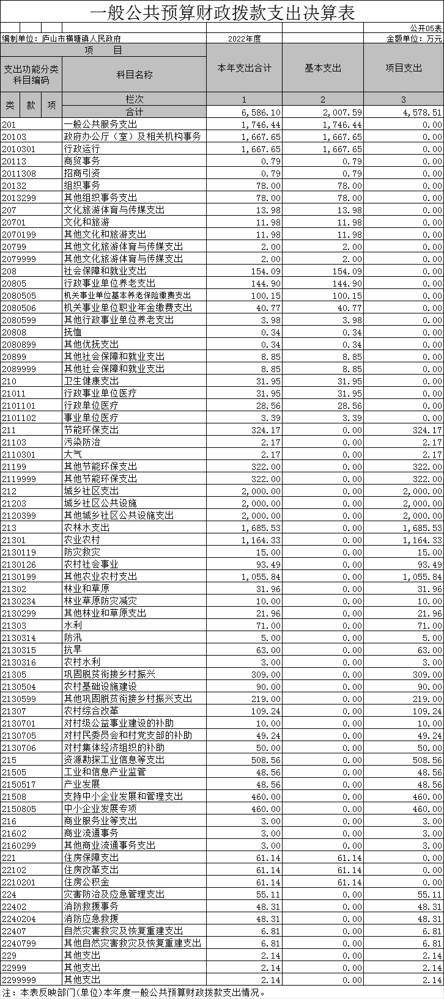 一般公共预算财政拨款支出决算表
公开05表
编制单位：庐山市横塘镇人民政府 2022年度 金额单位：万元
项 目 本年支出合计 基本支出 项目支出
支出功能分类科目编码 科目名称
类 款 项 栏次 1 2 3
合计 6,586.10 2,007.59 4,578.51
201 一般公共服务支出 1,746.44 1,746.44 0.00
20103 政府办公厅（室）及相关机构事务 1,667.65 1,667.65 0.00
2010301 行政运行 1,667.65 1,667.65 0.00
20113 商贸事务 0.79 0.79 0.00
2011308 招商引资 0.79 0.79 0.00
20132 组织事务 78.00 78.00 0.00
2013299 其他组织事务支出 78.00 78.00 0.00
207 文化旅游体育与传媒支出 13.98 13.98 0.00
20701 文化和旅游 11.98 11.98 0.00
2070199 其他文化和旅游支出 11.98 11.98 0.00
20799 其他文化旅游体育与传媒支出 2.00 2.00 0.00
2079999 其他文化旅游体育与传媒支出 2.00 2.00 0.00
208 社会保障和就业支出 154.09 154.09 0.00
20805 行政事业单位养老支出 144.90 144.90 0.00
2080505 机关事业单位基本养老保险缴费支出 100.15 100.15 0.00
2080506 机关事业单位职业年金缴费支出 40.77 40.77 0.00
2080599 其他行政事业单位养老支出 3.98 3.98 0.00
20808 抚恤 0.34 0.34 0.00
2080899 其他优抚支出 0.34 0.34 0.00
20899 其他社会保障和就业支出 8.85 8.85 0.00
2089999 其他社会保障和就业支出 8.85 8.85 0.00
210 卫生健康支出 31.95 31.95 0.00
21011 行政事业单位医疗 31.95 31.95 0.00
2101101 行政单位医疗 28.56 28.56 0.00
2101102 事业单位医疗 3.39 3.39 0.00
211 节能环保支出 324.17 0.00 324.17
21103 污染防治 2.17 0.00 2.17
2110301 大气 2.17 0.00 2.17
21199 其他节能环保支出 322.00 0.00 322.00
2119999 其他节能环保支出 322.00 0.00 322.00
212 城乡社区支出 2,000.00 0.00 2,000.00
21203 城乡社区公共设施 2,000.00 0.00 2,000.00
2120399 其他城乡社区公共设施支出 2,000.00 0.00 2,000.00
213 农林水支出 1,685.53 0.00 1,685.53
21301 农业农村 1,164.33 0.00 1,164.33
2130119 防灾救灾 15.00 0.00 15.00
2130126 农村社会事业 93.49 0.00 93.49
2130199 其他农业农村支出 1,055.84 0.00 1,055.84
21302 林业和草原 31.96 0.00 31.96
2130234 林业草原防灾减灾 10.00 0.00 10.00
2130299 其他林业和草原支出 21.96 0.00 21.96
21303 水利 71.00 0.00 71.00
2130314 防汛 5.00 0.00 5.00
2130315 抗旱 63.00 0.00 63.00
2130316 农村水利 3.00 0.00 3.00
21305 巩固脱贫衔接乡村振兴 309.00 0.00 309.00
2130504 农村基础设施建设 90.00 0.00 90.00
2130599 其他巩固脱贫衔接乡村振兴支出 219.00 0.00 219.00
21307 农村综合改革 109.24 0.00 109.24
2130701 对村级公益事业建设的补助 10.00 0.00 10.00
2130705 对村民委员会和村党支部的补助 49.24 0.00 49.24
2130706 对村集体经济组织的补助 50.00 0.00 50.00
215 资源勘探工业信息等支出 508.56 0.00 508.56
21505 工业和信息产业监管 48.56 0.00 48.56
2150517 产业发展 48.56 0.00 48.56
21508 支持中小企业发展和管理支出 460.00 0.00 460.00
2150805 中小企业发展专项 460.00 0.00 460.00
216 商业服务业等支出 3.00 0.00 3.00
21602 商业流通事务 3.00 0.00 3.00
2160299 其他商业流通事务支出 3.00 0.00 3.00
221 住房保障支出 61.14 61.14 0.00
22102 住房改革支出 61.14 61.14 0.00
2210201 住房公积金 61.14 61.14 0.00
224 灾害防治及应急管理支出 55.11 0.00 55.11
22402 消防救援事务 48.31 0.00 48.31
2240204 消防应急救援 48.31 0.00 48.31
22407 自然灾害救灾及恢复重建支出 6.81 0.00 6.81
2240799 其他自然灾害救灾及恢复重建支出 6.81 0.00 6.81
229 其他支出 2.14 0.00 2.14
22999 其他支出 2.14 0.00 2.14
2299999 其他支出 2.14 0.00 2.14
注：本表反映部门(单位)本年度一般公共预算财政拨款支出情况。